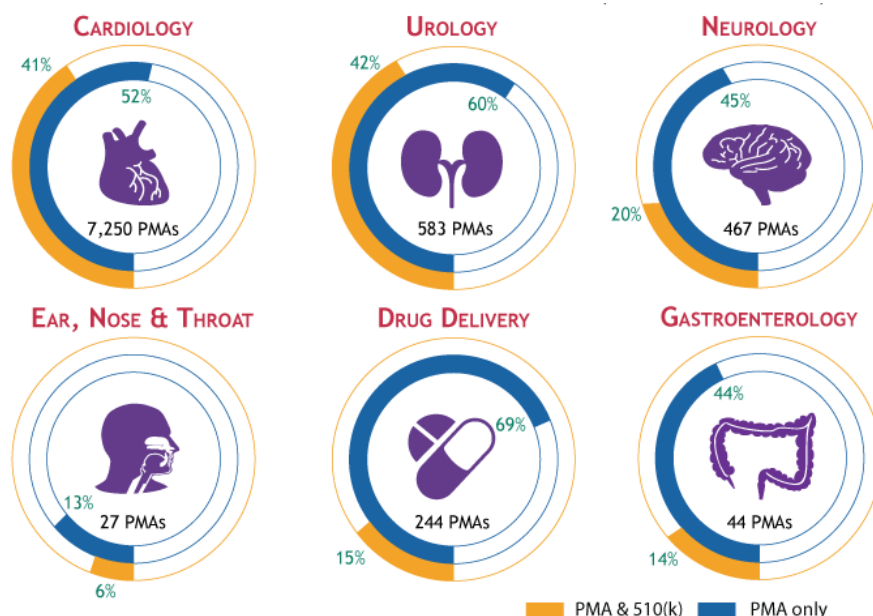 CARDIOLOGY
UROLOGY
NEUROLOGY
41%
52%
7,250 PMAs
42%
60%
583 PMAs
45%
20%
467 PMAs
EAR, NOSE & THROAT
DRUG DELIVERY
GASTROENTEROLOGY
13%
27 PMAs
6%
69%
244 PMAs
15%
44%
44 PMAs
14%
PMA & 510(k)
PMA only